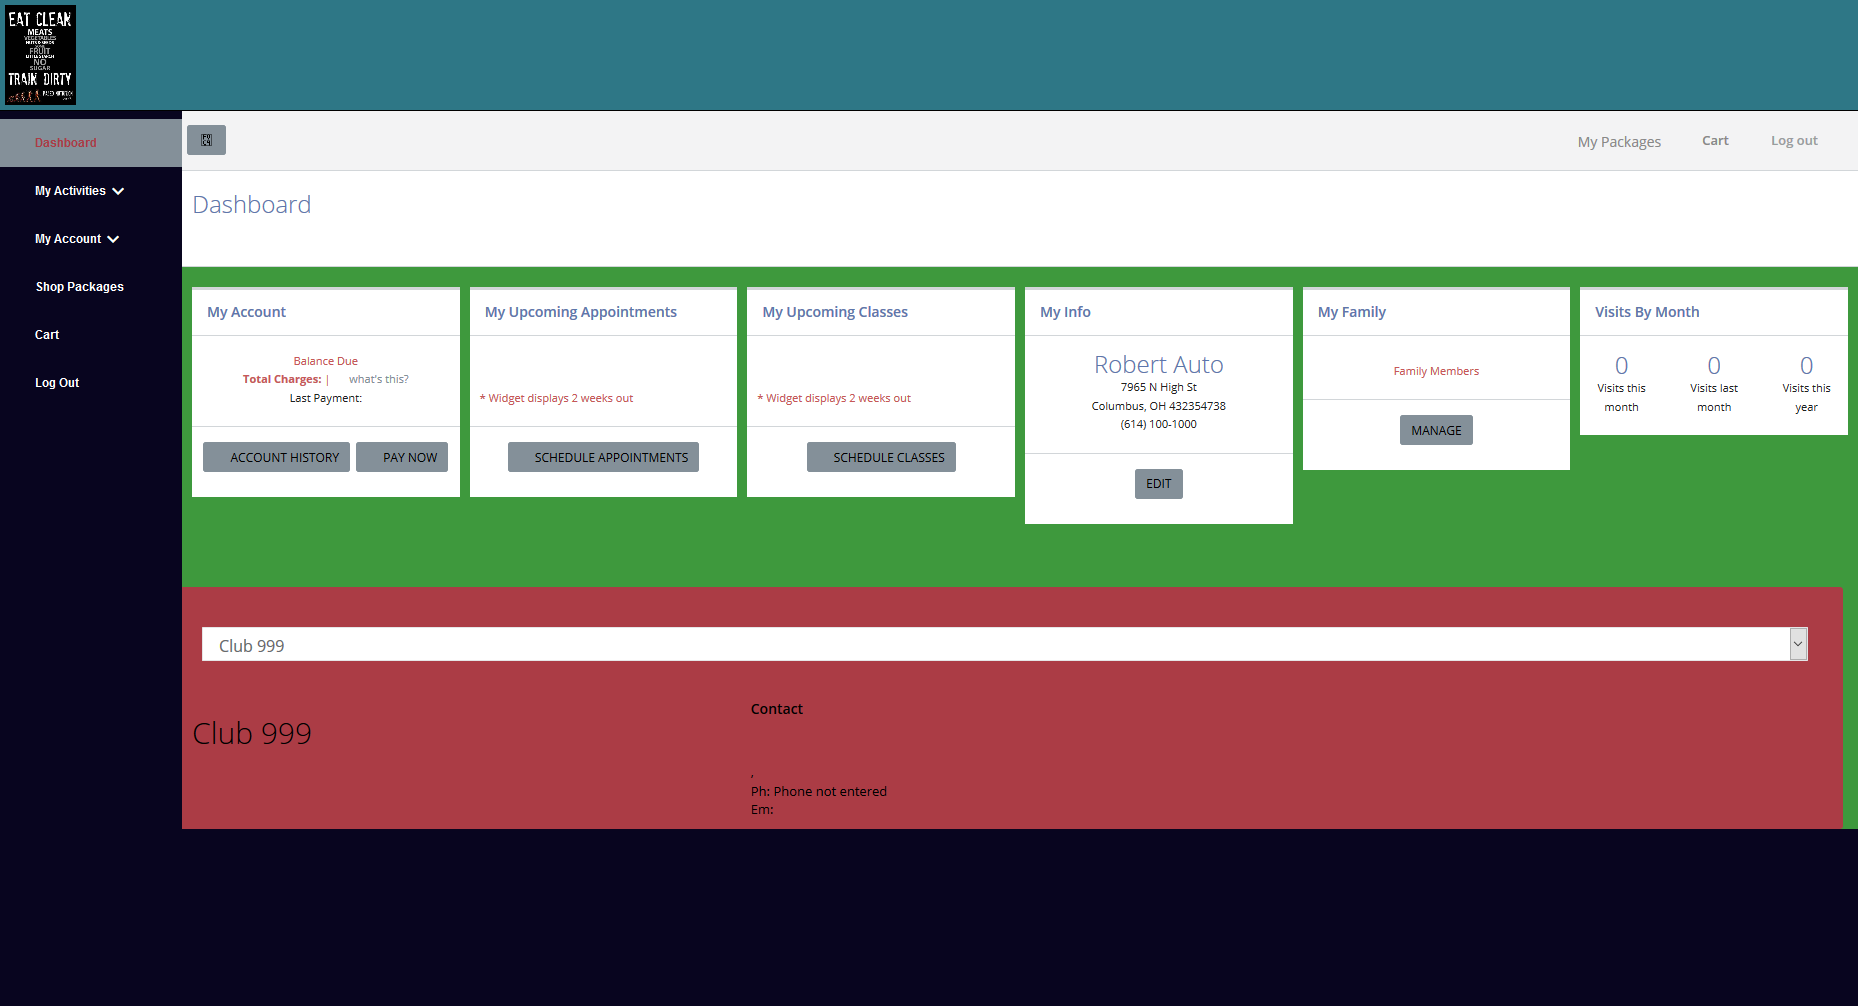 EAT CLEAN
MEATS
VEGETABLES
FRUIT
NO
SUGAR
TRAIN DIRTY
Dashboard
My Activities
My Account
Shop Packages
Cart
Log Out
My Packages
Cart
Log out
Dashboard
My Account
Balance Due
Total Charges: | what's this?
Last Payment:
ACCOUNT HISTORY
PAY NOW
My Upcoming Appointments
* Widget displays 2 weeks out
SCHEDULE APPOINTMENTS
My Upcoming Classes
* Widget displays 2 weeks out
SCHEDULE CLASSES
My Info
Robert Auto
7965 N High St
Columbus, OH 432354738
(614) 100-1000
EDIT
My Family
Family Members
MANAGE
Visits By Month
0 0 0
Visits this month
Visits last month
Visits this year
Club 999
Club 999
Contact
,
Ph: Phone not entered
Em: